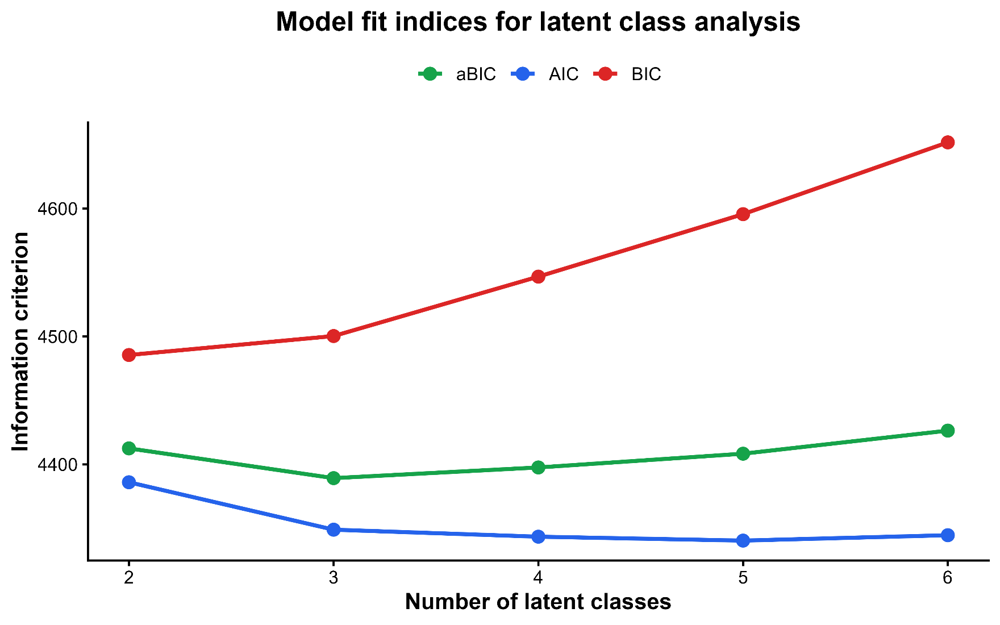 Model fit indices for latent class analysis
aBIC AIC BIC
Information criterion
4600
4500
4400
2 3 4 5 6
Number of latent classes